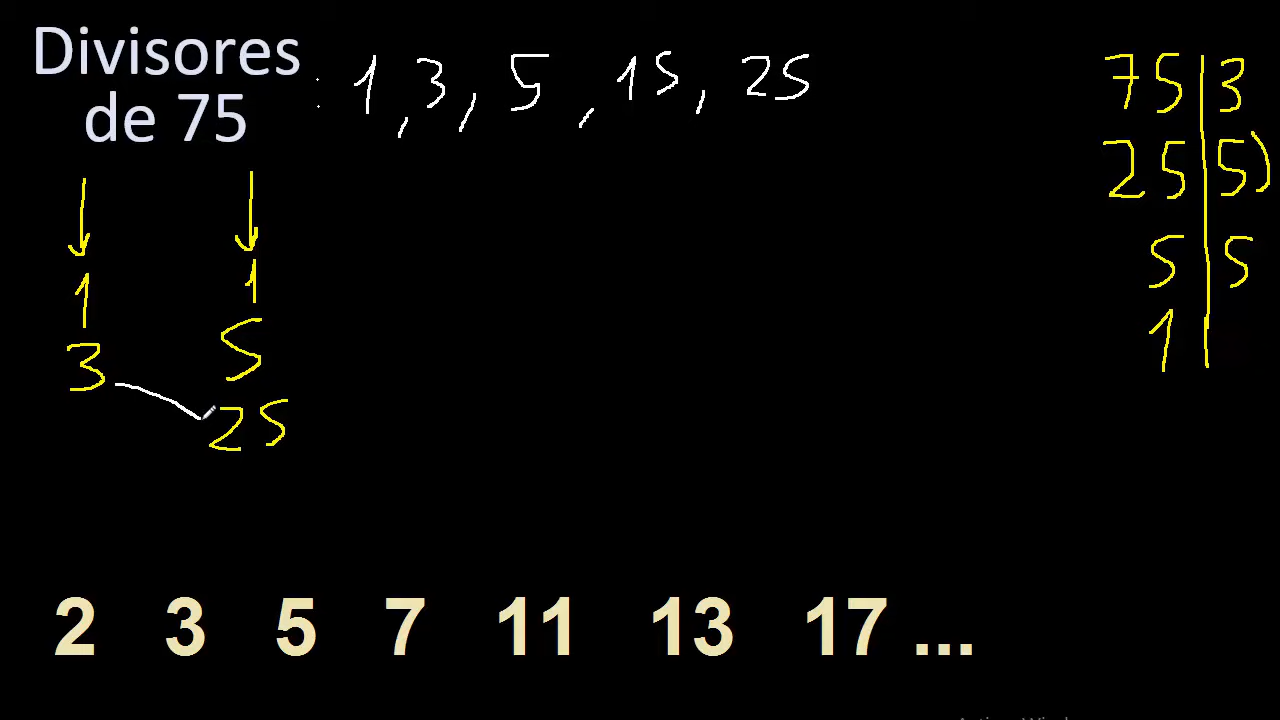 Divisores
de 75
: 1, 3, 5, 15, 25
75 | 3
25 | 5)
5 | 5
1 |
1 1
3 5
25
2 3 5 7 11 13 17 ...